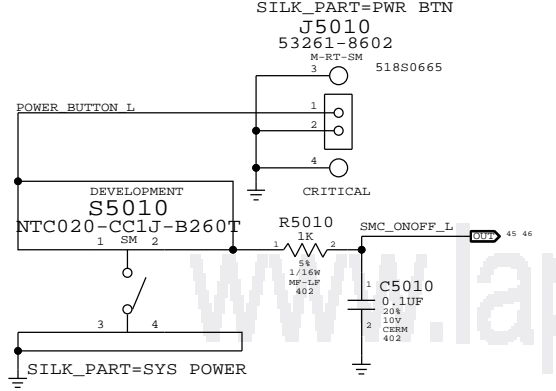 SILK_PART=PWR BTN
J5010
53261-8602
M-RT-SM
3
518S0665
POWER_BUTTON_L
1
2
4
CRITICAL
DEVELOPMENT
S5010
NTC020-CC1J-B260T
1 SM 2
R5010
1K
1 2
5%
1/16W
MF-LF
402
SMC_ONOFF_L
OUT 45 46
1
C5010
0.1UF
20%
10V
CERM
402
2
3 4
SILK_PART=SYS POWER
www.lap